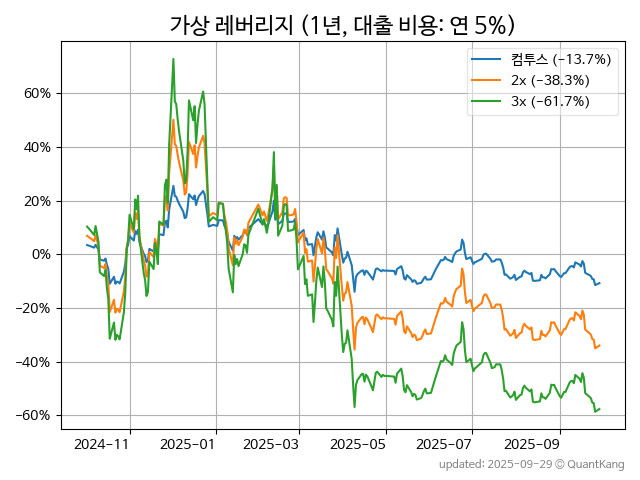 가상 레버리지 (1년, 대출 비용: 연 5%)
컴투스 (−13.7%)
2x (−38.3%)
3x (−61.7%)
60%
40%
20%
0%
−20%
−40%
−60%
2024-11 2025-01 2025-03 2025-05 2025-07 2025-09
updated: 2025-09-29 ⓒ QuantKang